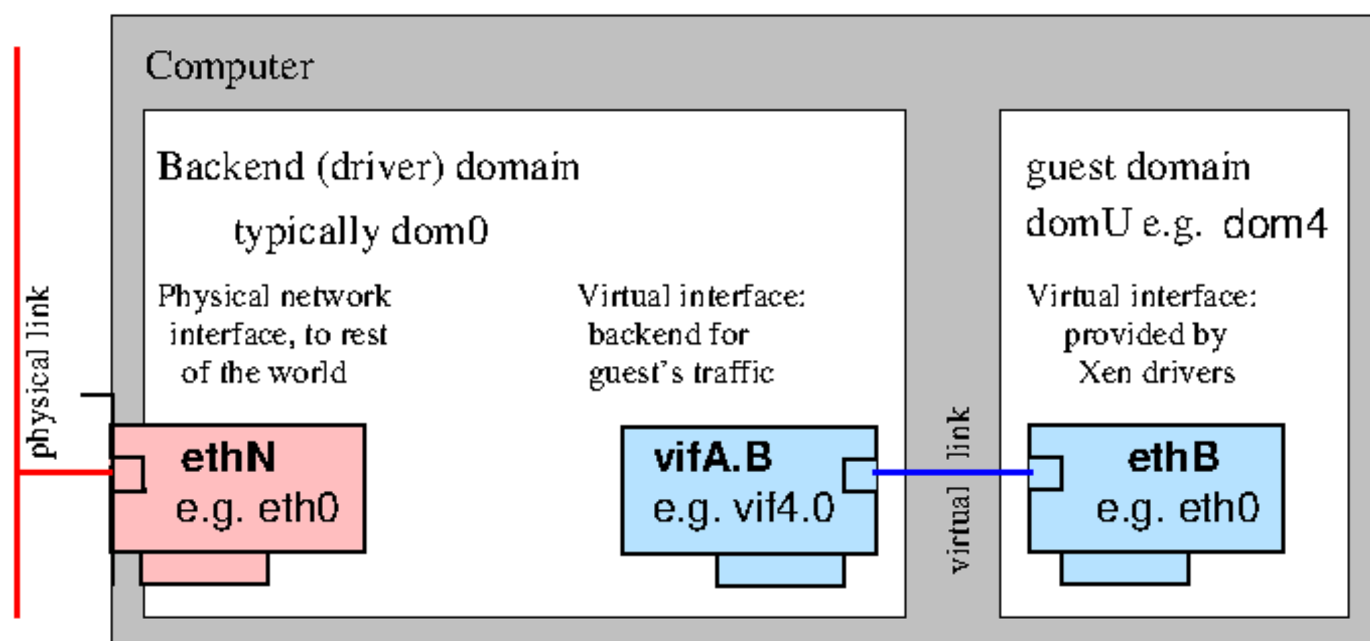 Computer
Backend (driver) domain
typically dom0
Physical network
interface, to rest
of the world
Virtual interface:
backend for
guest's traffic
guest domain
domU e.g. dom4
Virtual interface:
provided by
Xen drivers
physical link
ethN
e.g. eth0
vifA.B
e.g. vif4.0
virtual link
ethB
e.g. eth0